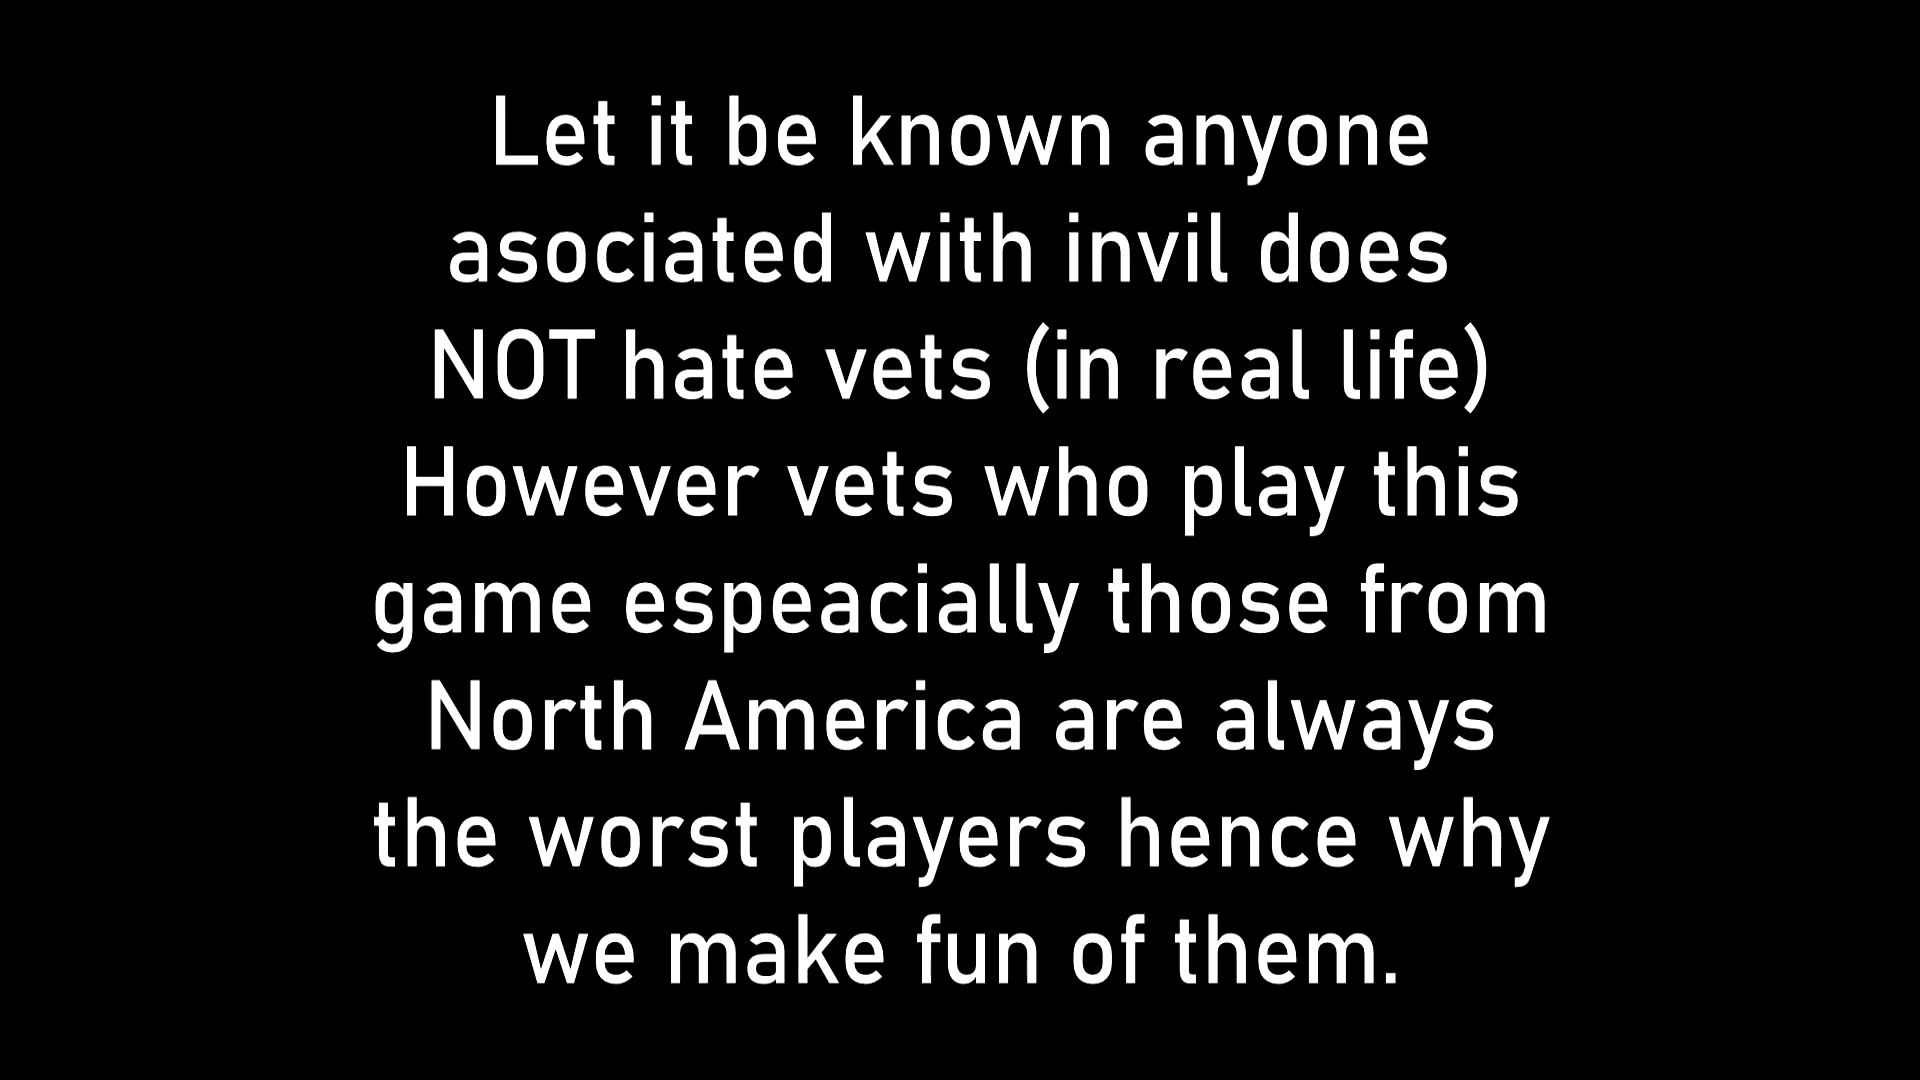 Let it be known anyone
asociated with invil does
NOT hate vets (in real life)
However vets who play this
game espeacially those from
North America are always
the worst players hence why
we make fun of them.